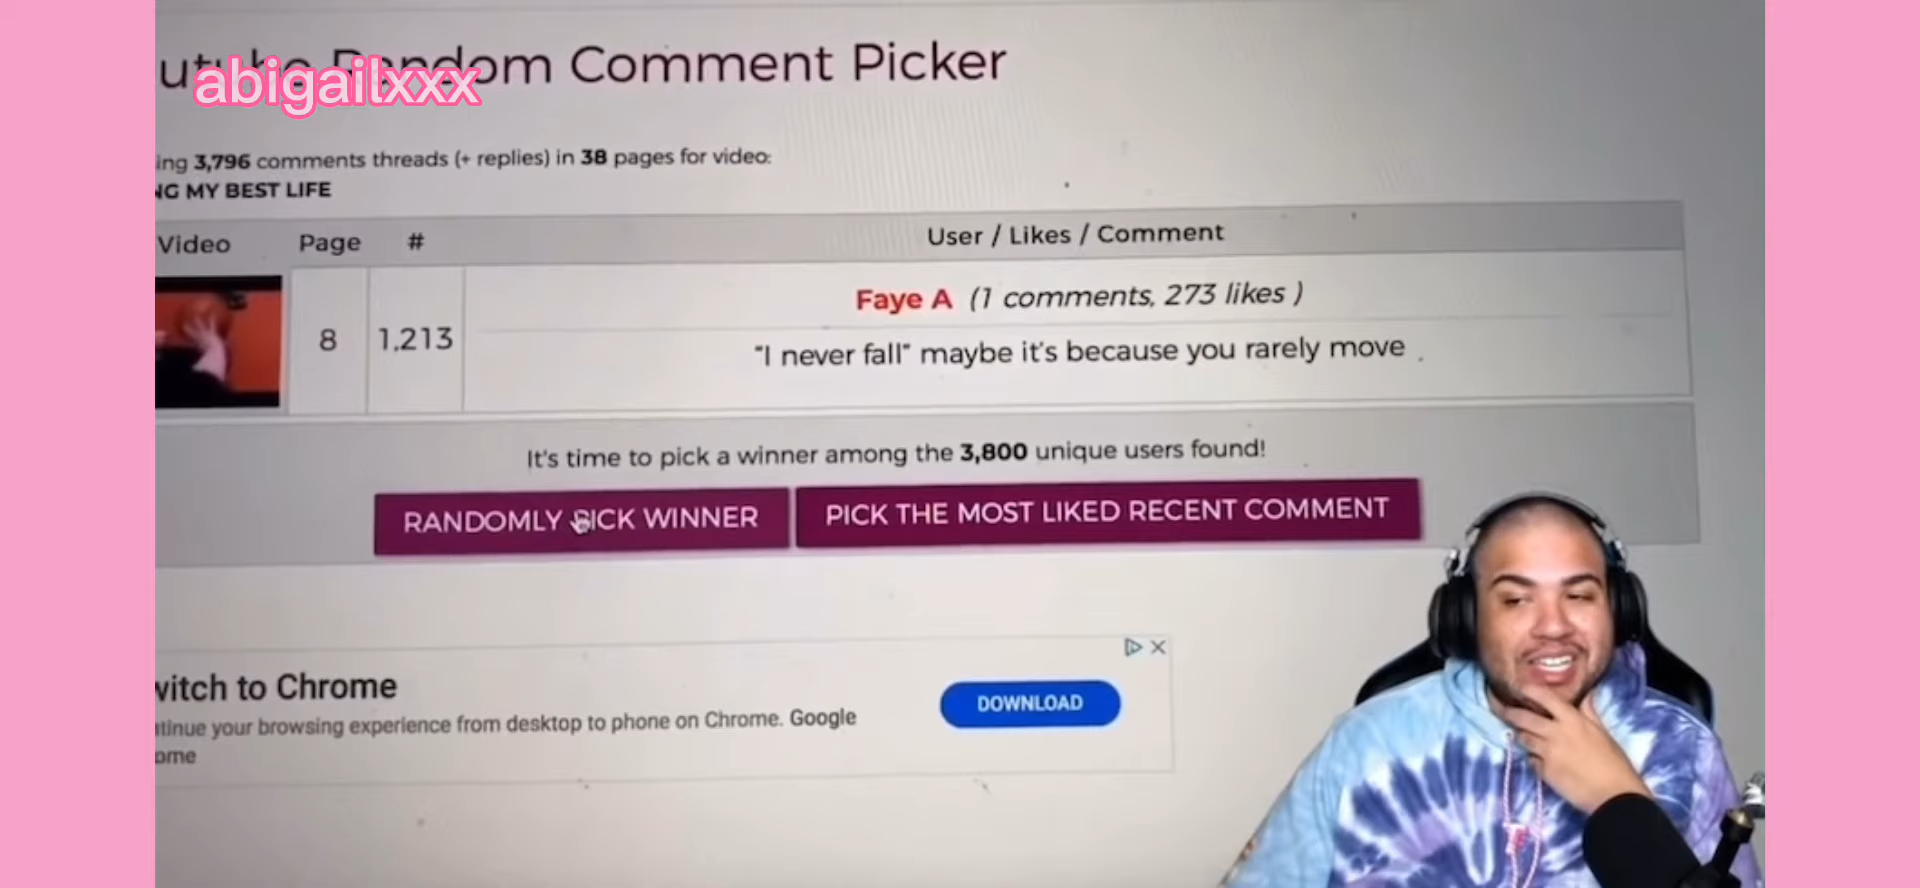 utube Random Comment Picker
abigailxxx
ing 3,796 comments threads (+ replies) in 38 pages for video:
NG MY BEST LIFE
Video Page # User / Likes / Comment
Faye A (1 comments, 273 likes )
8 1,213
"I never fall" maybe it's because you rarely move
It's time to pick a winner among the 3,800 unique users found!
RANDOMLY PICK WINNER PICK THE MOST LIKED RECENT COMMENT
witch to Chrome
DOWNLOAD
ntinue your browsing experience from desktop to phone on Chrome. Google
ome